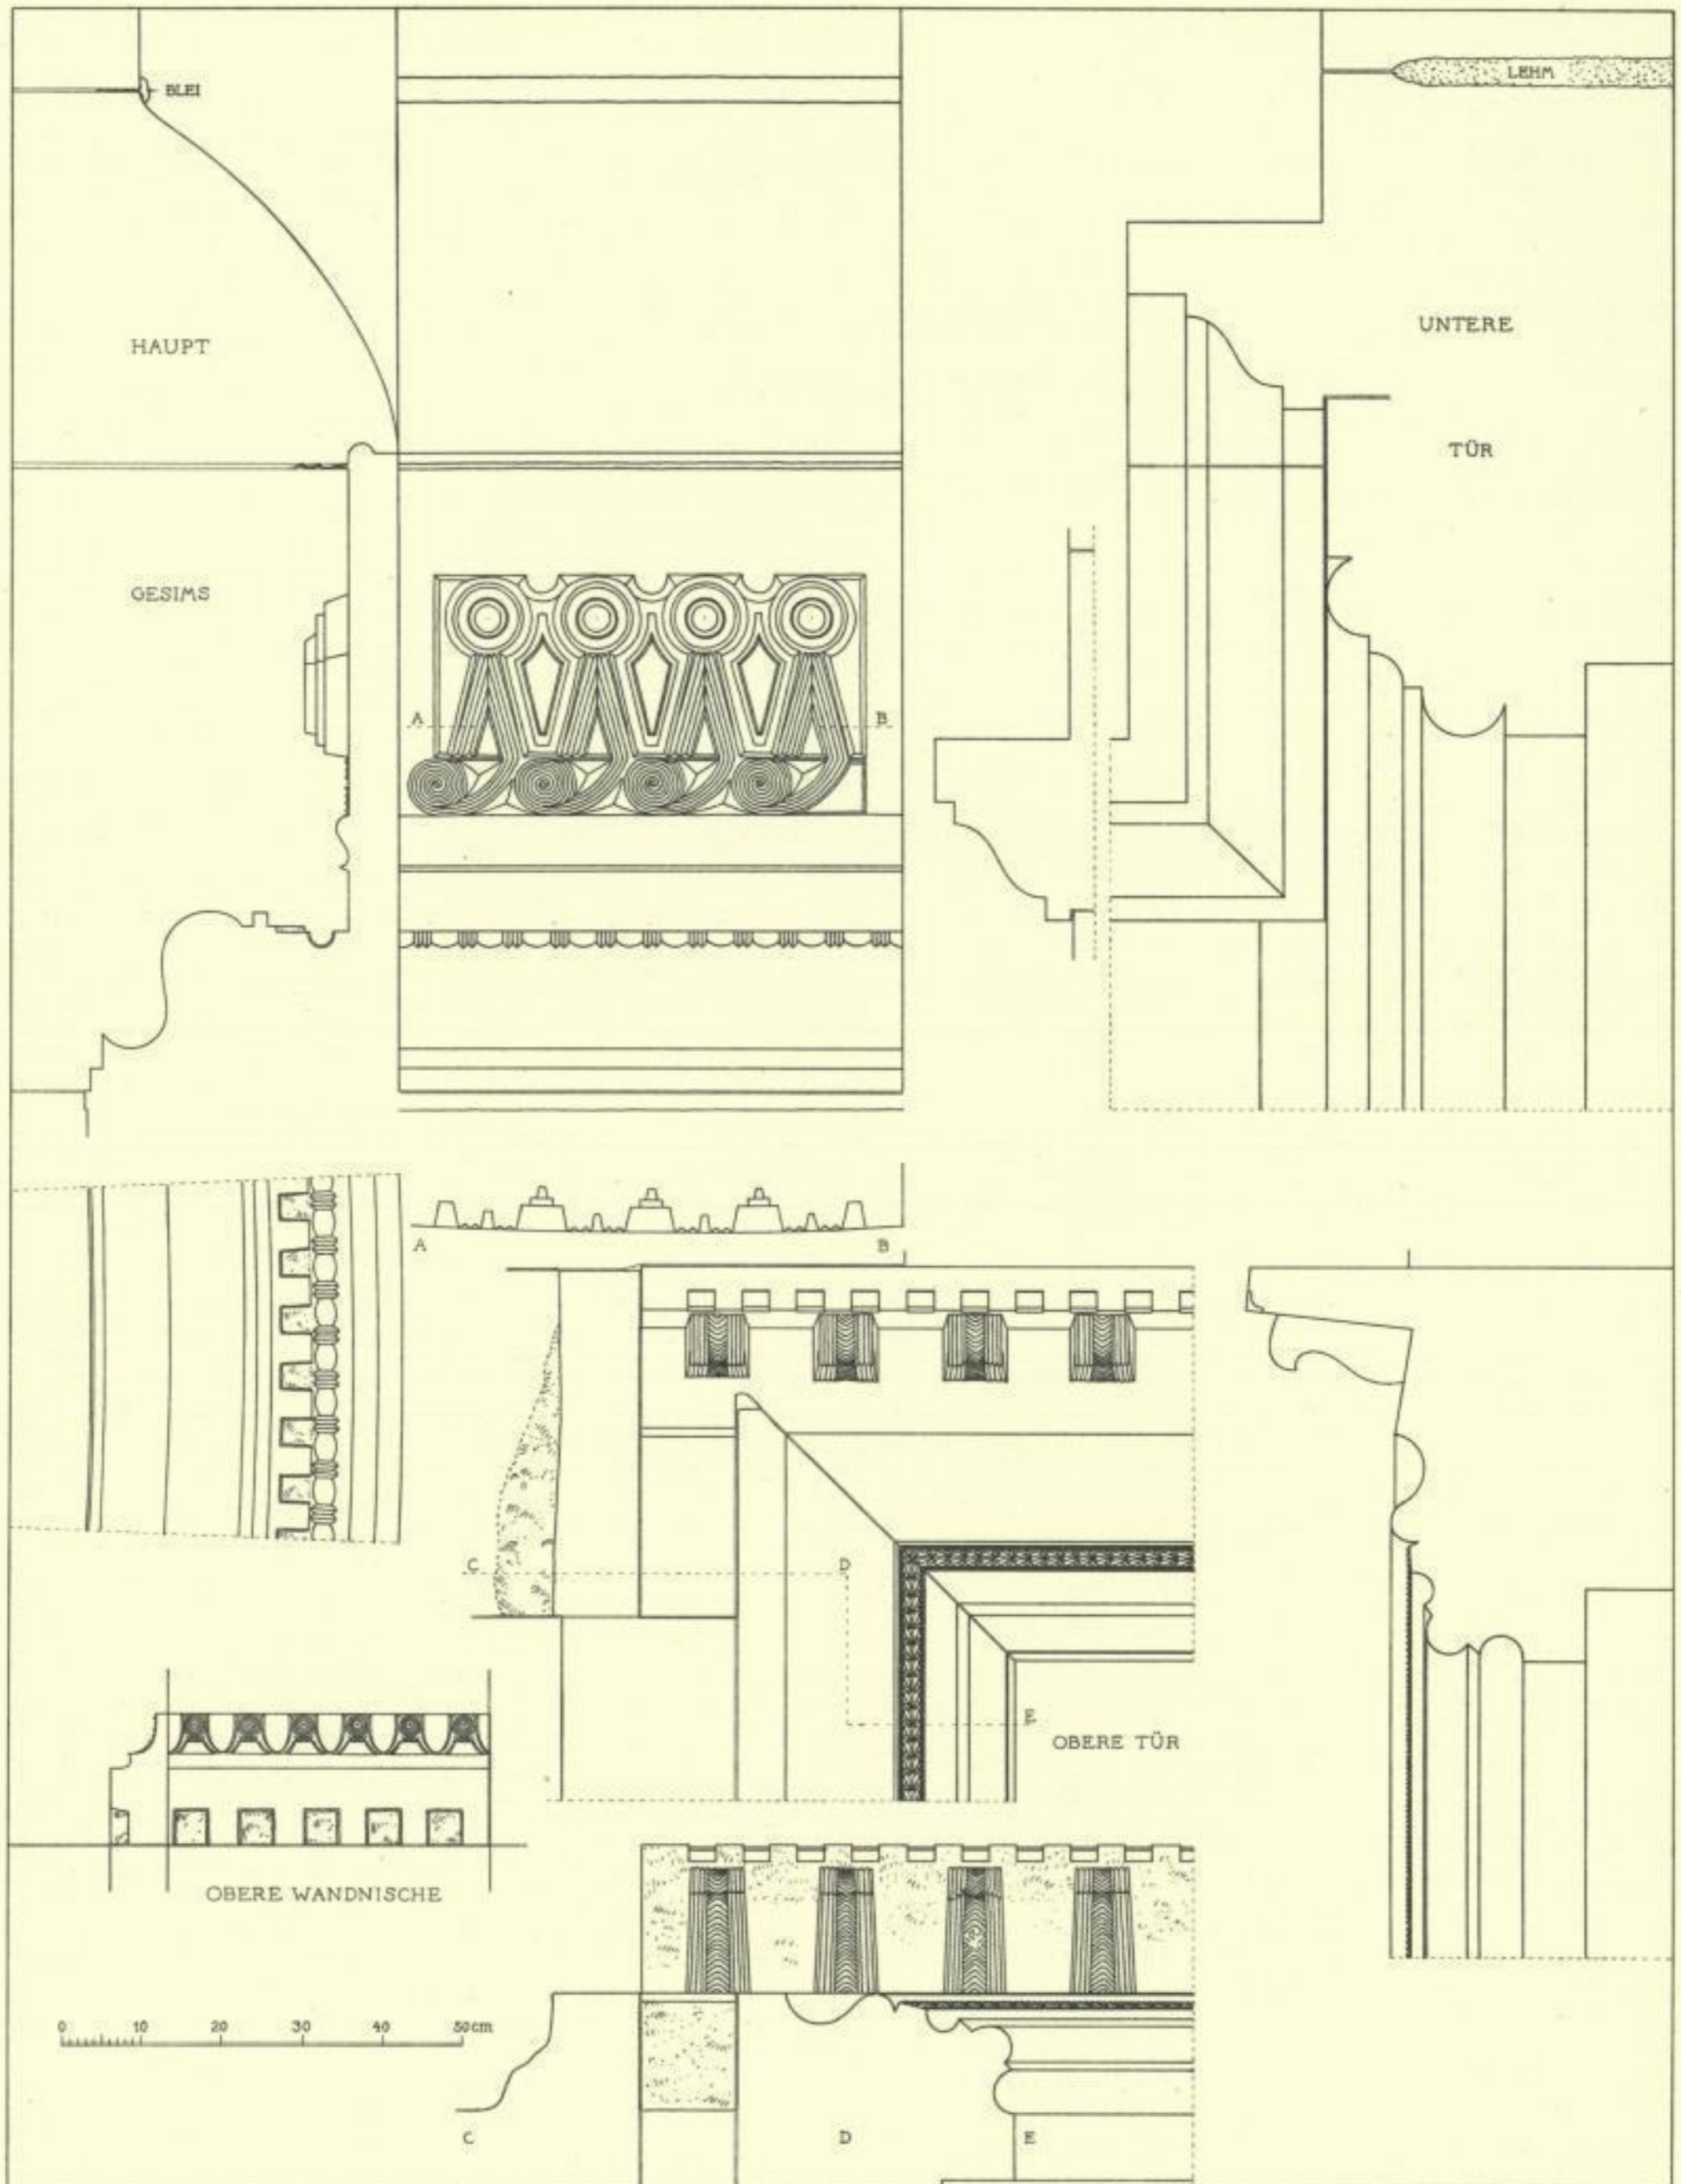 BLEI
LEHM
HAUPT
UNTERE
TÜR
GESIMS
A B
A B
C D
E
OBERE TÜR
OBERE WANDNISCHE
0 10 20 30 40 50cm
C D E